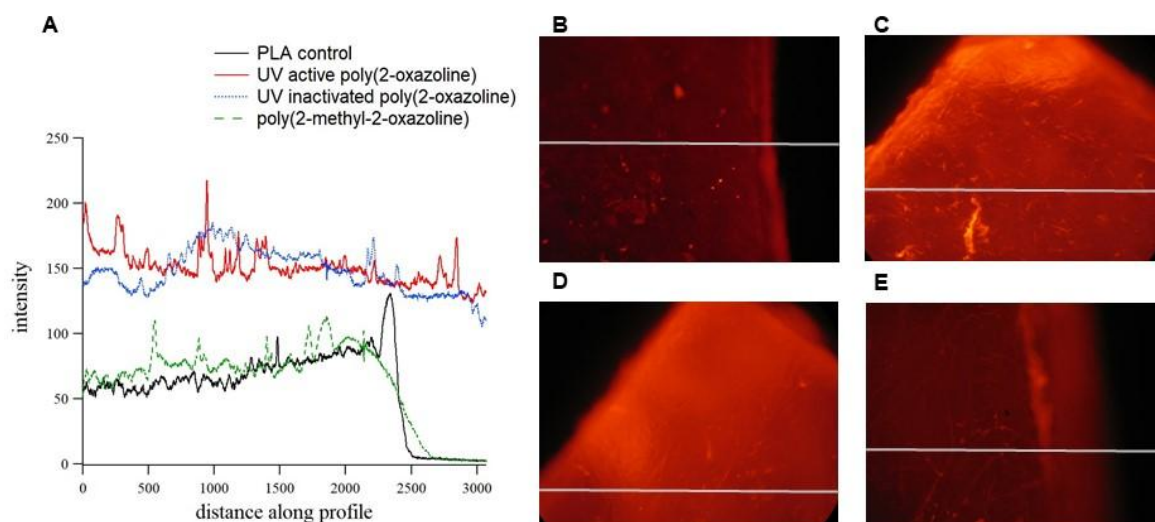 A
PLA control
UV active poly(2-oxazoline)
UV inactivated poly(2-oxazoline)
poly(2-methyl-2-oxazoline)
250
200
150
100
50
0
intensity
0 500 1000 1500 2000 2500 3000
distance along profile
B
C
D
E